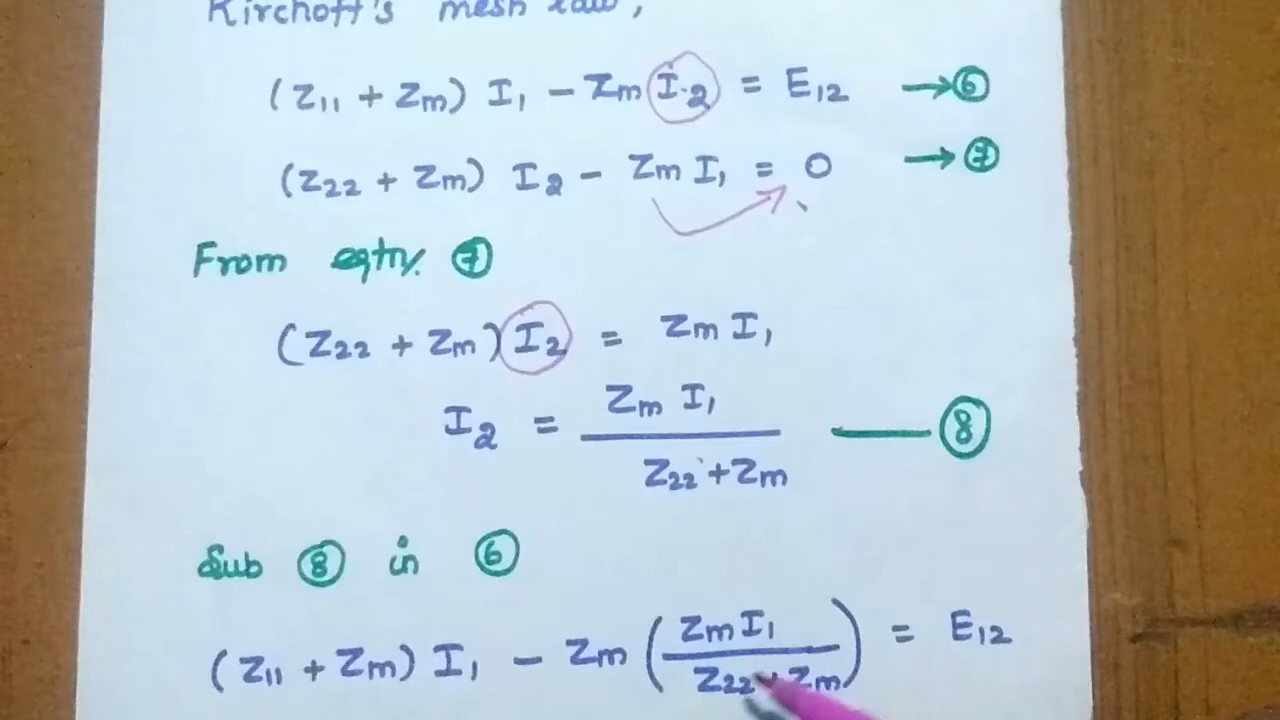 Kirchoff's mesh law,
(Z11 + Zm) I1 - Zm I2 = E12 → ⑥
(Z22 + Zm) I2 - Zm I1 = 0 → ⑦
From eqtn. ⑦
(Z22 + Zm) I2 = Zm I1
I2 = Zm I1 / Z22 + Zm — ⑧
Sub ⑧ in ⑥
(Z11 + Zm) I1 - Zm (Zm I1 / Z22 + Zm) = E12